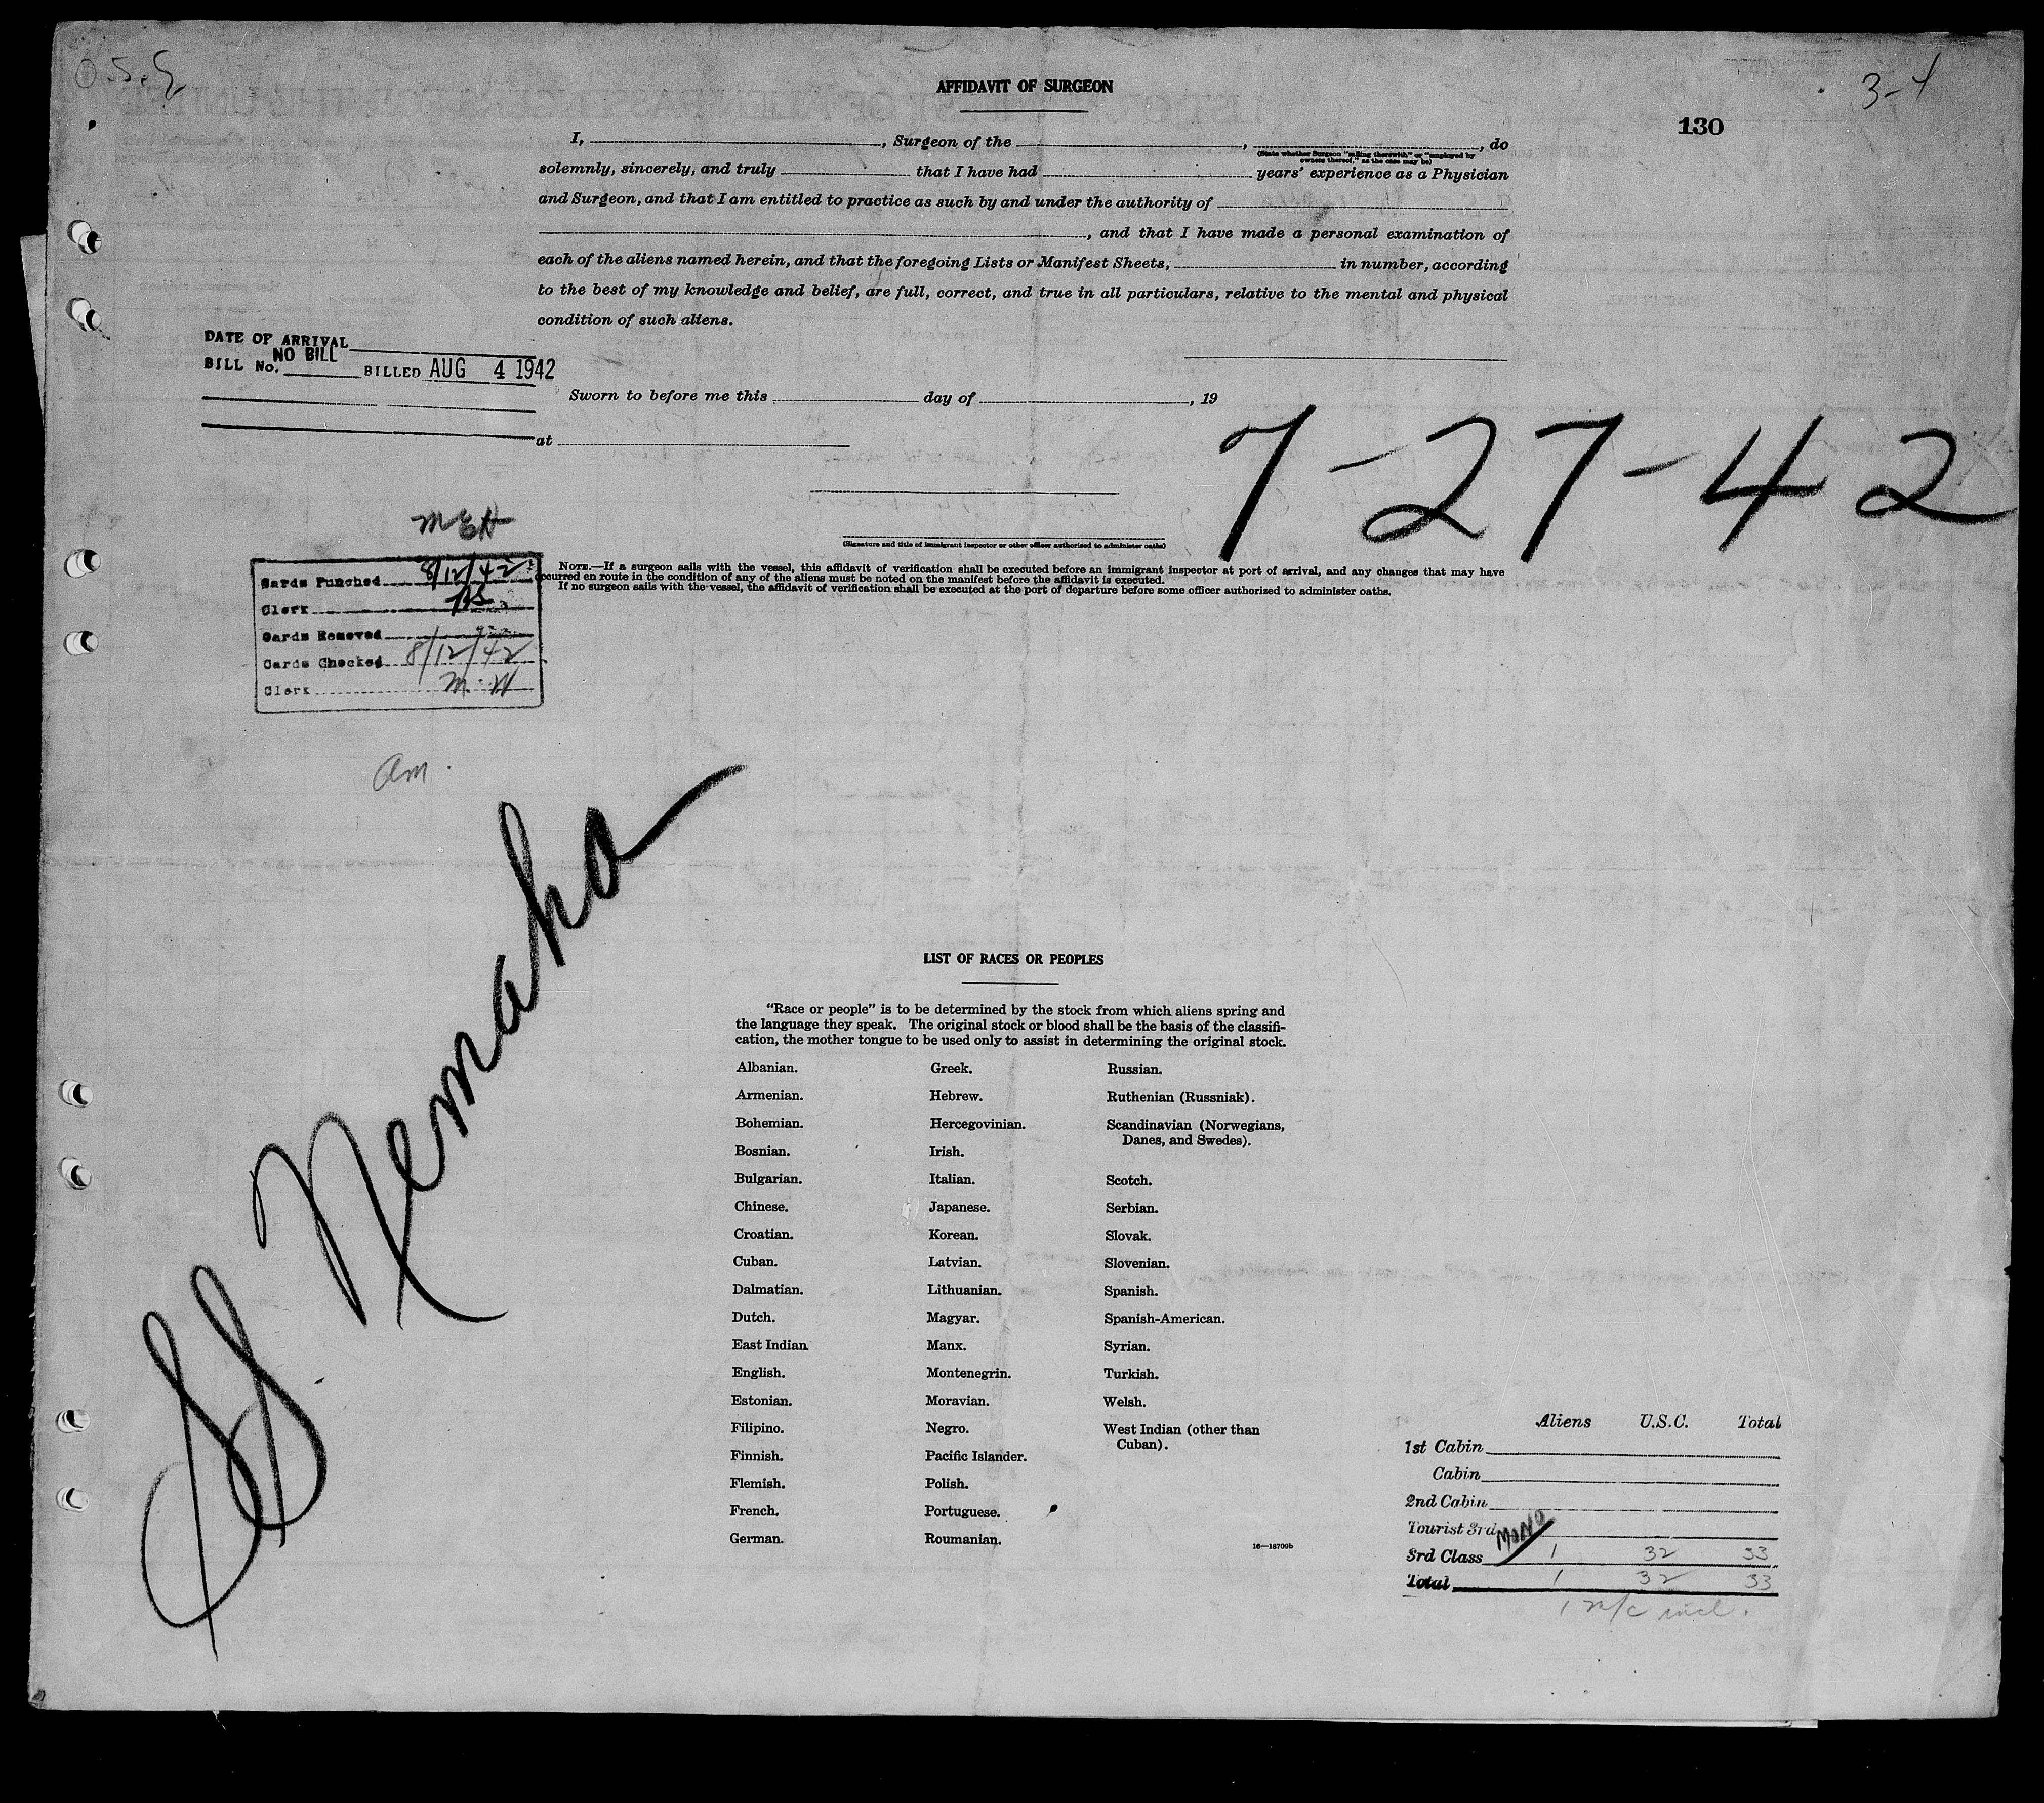 3-4
AFFIDAVIT OF SURGEON
130
I, , Surgeon of the , , do
(State whether Surgeon "sailing therewith" or "employed by
owners thereof," as the case may be)
solemnly, sincerely, and truly that I have had years' experience as a Physician
and Surgeon, and that I am entitled to practice as such by and under the authority of
, and that I have made a personal examination of
each of the aliens named herein, and that the foregoing Lists or Manifest Sheets, in number, according
to the best of my knowledge and belief, are full, correct, and true in all particulars, relative to the mental and physical
condition of such aliens.
DATE OF ARRIVAL
BILL No. NO BILL BILLED AUG 4 1942
Sworn to before me this day of , 19
at
7-27-42
(Signature and title of immigrant inspector or other officer authorized to administer oaths)
NOTE.—If a surgeon sails with the vessel, this affidavit of verification shall be executed before an immigrant inspector at port of arrival, and any changes that may have
occurred en route in the condition of any of the aliens must be noted on the manifest before the affidavit is executed.
If no surgeon sails with the vessel, the affidavit of verification shall be executed at the port of departure before some officer authorized to administer oaths.
MEH
Cards Punched 8/12/42
Clerk
Cards Removed
Cards Checked 8/12/42
Clerk M.W
am.
SS Nemaha
LIST OF RACES OR PEOPLES
"Race or people" is to be determined by the stock from which aliens spring and
the language they speak. The original stock or blood shall be the basis of the classifi-
cation, the mother tongue to be used only to assist in determining the original stock.
Albanian.
Armenian.
Bohemian.
Bosnian.
Bulgarian.
Chinese.
Croatian.
Cuban.
Dalmatian.
Dutch.
East Indian
English.
Estonian.
Filipino.
Finnish.
Flemish.
French.
German.
Greek.
Hebrew.
Hercegovinian.
Irish.
Italian.
Japanese.
Korean.
Latvian.
Lithuanian.
Magyar.
Manx.
Montenegrin.
Moravian.
Negro.
Pacific Islander.
Polish.
Portuguese.
Roumanian.
Russian.
Ruthenian (Russniak).
Scandinavian (Norwegians,
Danes, and Swedes).
Scotch.
Serbian.
Slovak.
Slovenian.
Spanish.
Spanish-American.
Syrian.
Turkish.
Welsh.
West Indian (other than
Cuban).
16—18709b
Aliens U.S.C. Total
1st Cabin
Cabin
2nd Cabin
Tourist 3rd
3rd Class 1 32 33
Total 1 32 33
1 m/c incl.